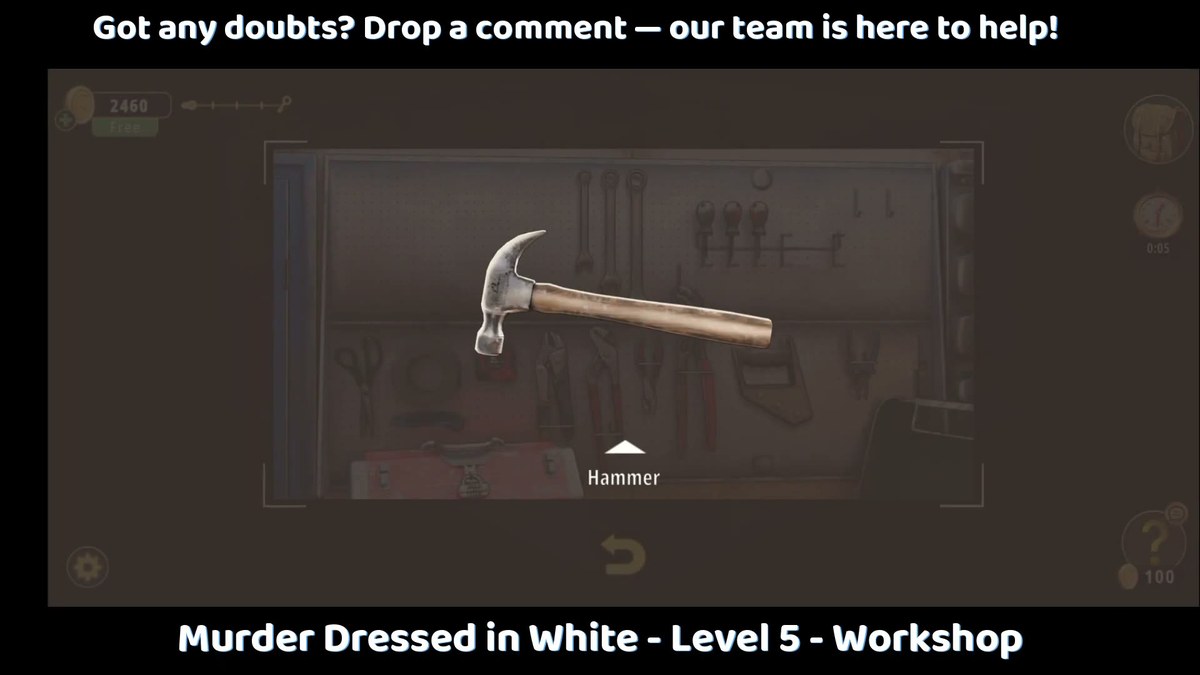 Got any doubts? Drop a comment — our team is here to help!
2460
Free
0:05
Hammer
?
100
Murder Dressed in White - Level 5 - Workshop